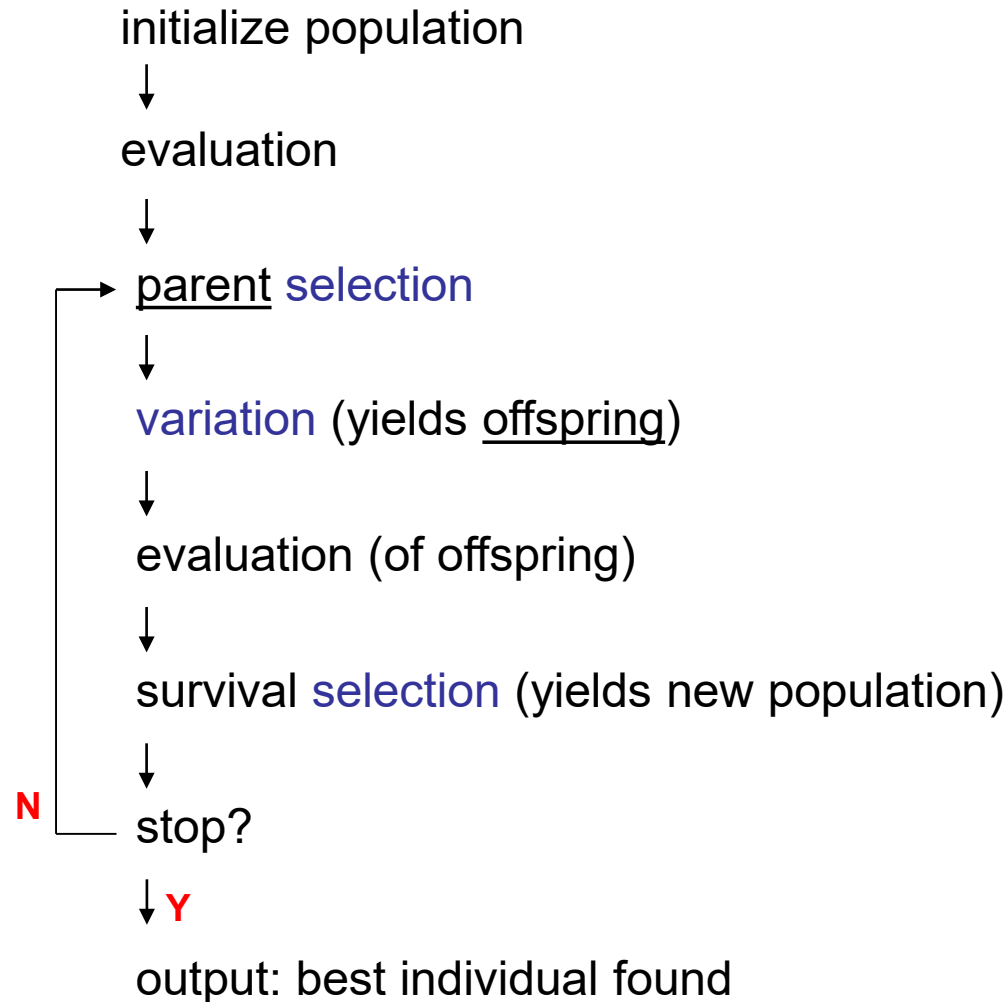 initialize population
evaluation
parent selection
variation (yields offspring)
evaluation (of offspring)
survival selection (yields new population)
N
stop?
Y
output: best individual found